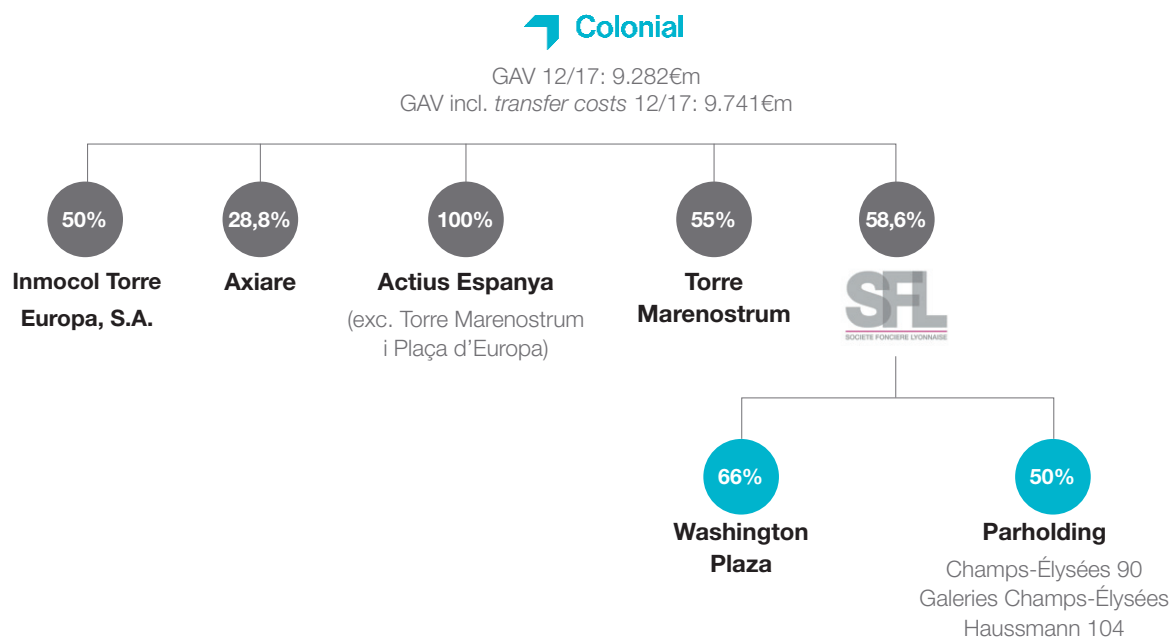 Colonial
GAV 12/17: 9.282€m
GAV incl. transfer costs 12/17: 9.741€m
50%
28,8%
100%
55%
58,6%
Inmocol Torre
Europa, S.A.
Axiare
Actius Espanya
(exc. Torre Marenostrum
i Plaça d’Europa)
Torre
Marenostrum
SFL
SOCIETE FONCIERE LYONNAISE
66%
50%
Washington
Plaza
Parholding
Champs-Élysées 90
Galeries Champs-Élysées
Haussmann 104